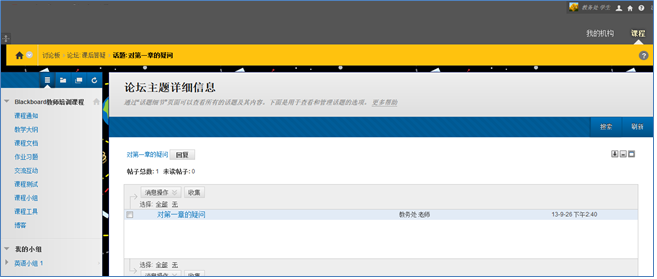 教务处 学生
我的机构 课程
讨论板 论坛: 课后答疑 话题: 对第一章的疑问
Blackboard教师培训课程
课程通知
教学大纲
课程文档
作业习题
交流互动
课程测试
课程小组
课程工具
博客
我的小组
英语小组 1
论坛主题详细信息
通过“话题细节”页面可以查看所有的话题及其内容。下面是用于查看和管理话题的选项。 更多帮助
搜索 刷新
对第一章的疑问 回复
帖子总数: 1 未读帖子: 0
消息操作 收集
选择: 全部 无
对第一章的疑问 教务处 老师 13-9-25 下午2:40
选择: 全部 无
消息操作 收集